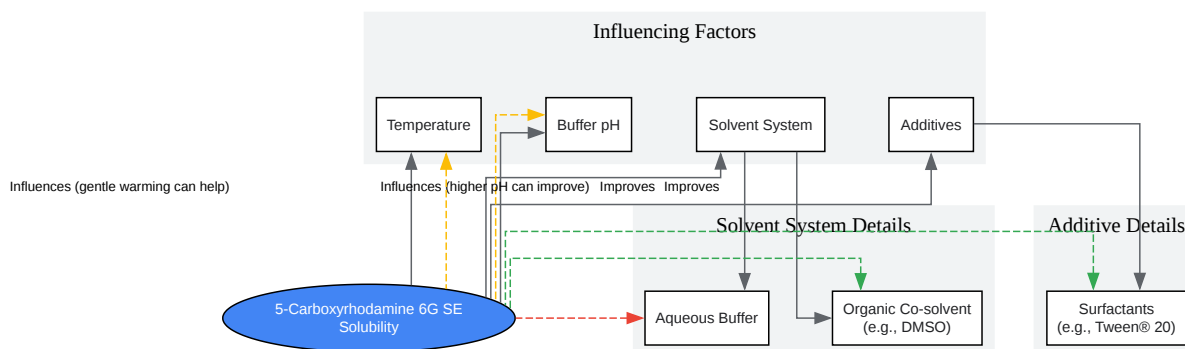 Influencing Factors
Temperature
Buffer pH
Solvent System
Additives
Influences (gentle warming can help)
Influences (higher pH can improve)
Improves
Improves
Solvent System Details
Additive Details
5-Carboxyrhodamine 6G SE
Solubility
Aqueous Buffer
Organic Co-solvent
(e.g., DMSO)
Surfactants
(e.g., Tween® 20)